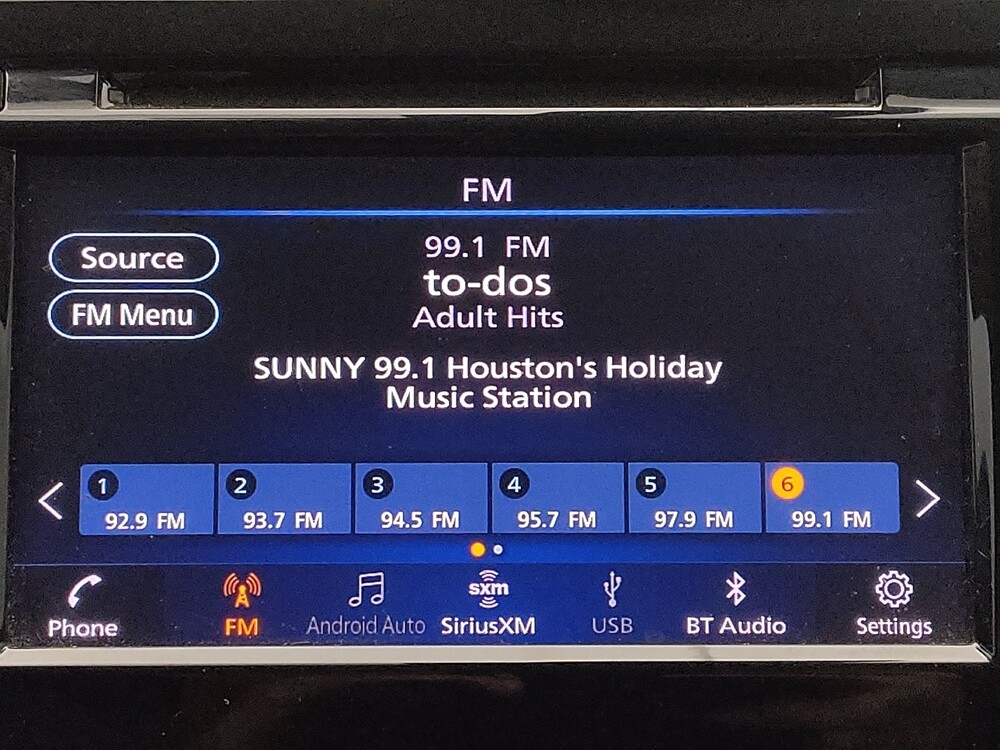 FM
Source
99.1 FM
to-dos
FM Menu
Adult Hits
SUNNY 99.1 Houston's Holiday
Music Station
1 2 3 4 5 6
92.9 FM 93.7 FM 94.5 FM 95.7 FM 97.9 FM 99.1 FM
sxm
Phone FM Android Auto SiriusXM USB BT Audio Settings